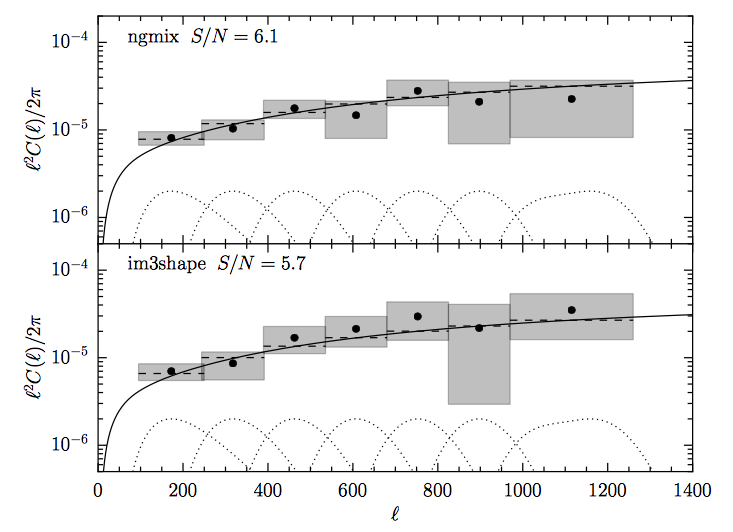 ngmix S/N = 6.1
10⁻⁴
10⁻⁵
10⁻⁶
ℓ²C(ℓ)/2π
im3shape S/N = 5.7
10⁻⁴
10⁻⁵
10⁻⁶
ℓ²C(ℓ)/2π
0 200 400 600 800 1000 1200 1400
ℓ